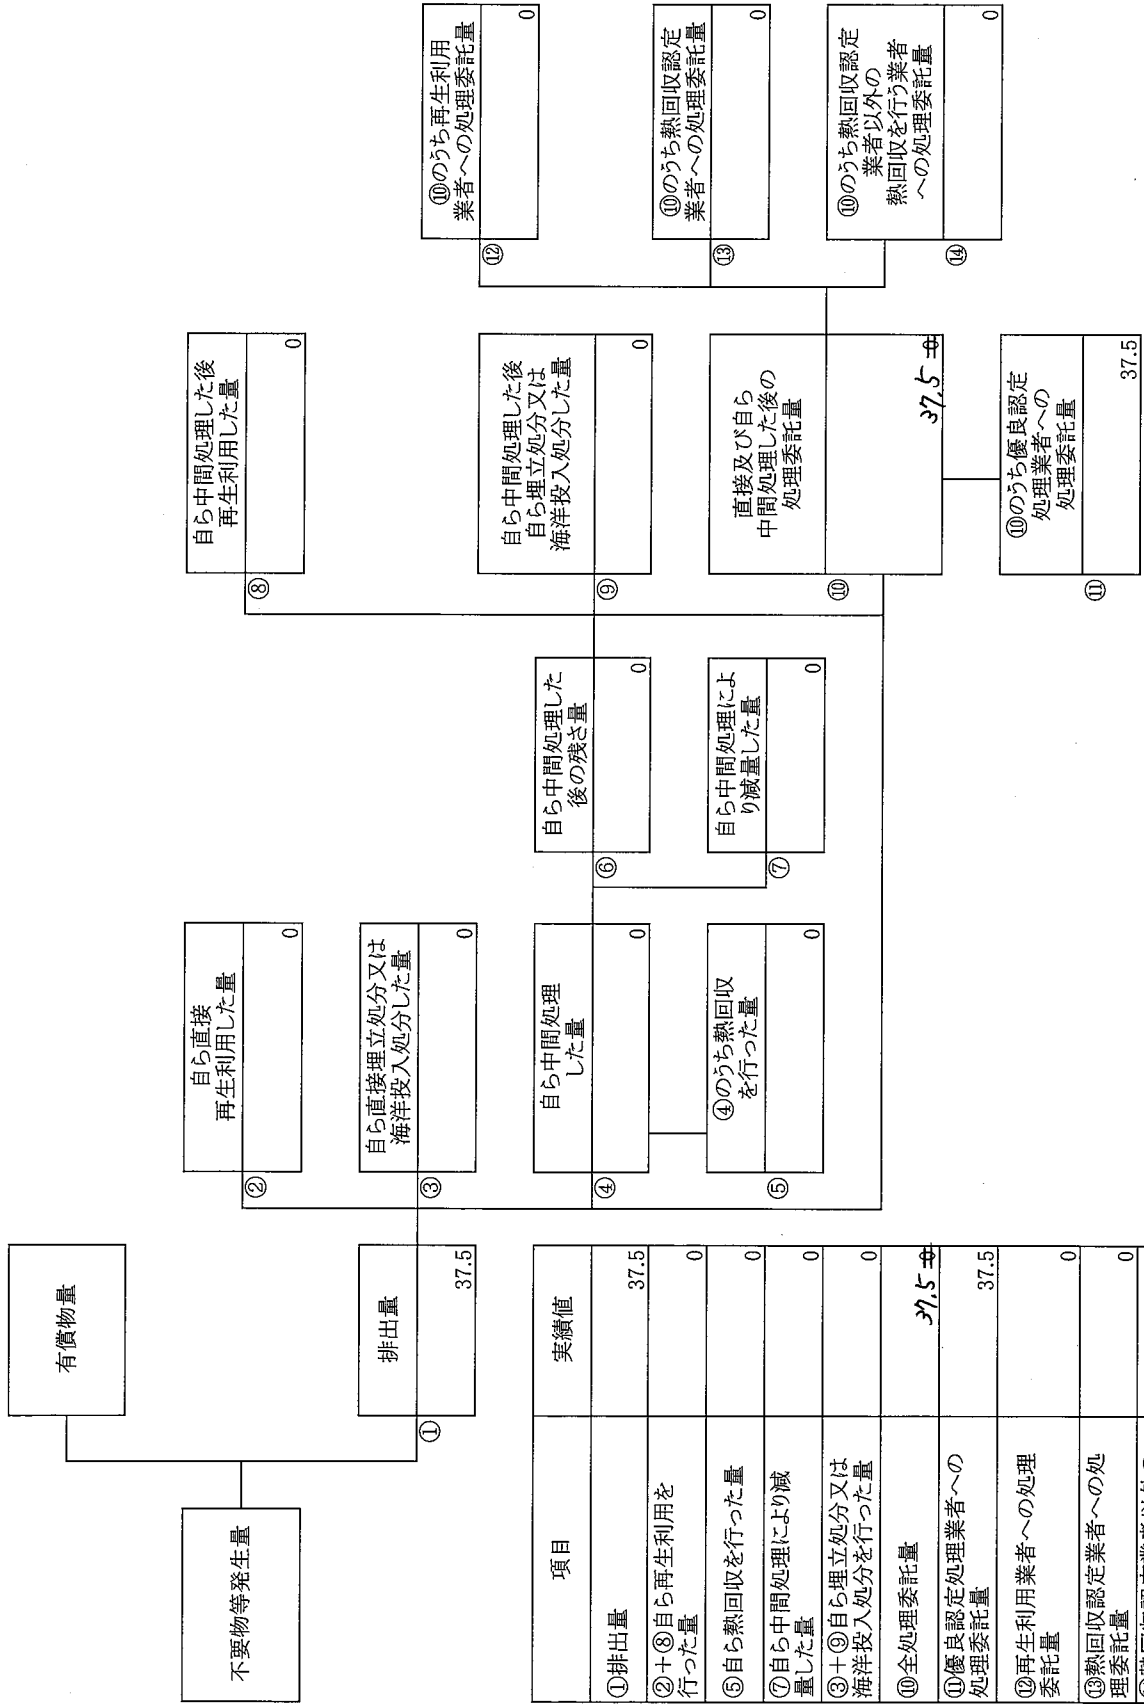 不要物等発生量
有償物量
排出量
①
37.5
自ら直接
再生利用した量
②
0
自ら直接埋立処分又は
海洋投入処分した量
③
0
自ら中間処理
した量
④
0
④のうち熱回収
を行った量
⑤
0
自ら中間処理した
後の残さ量
⑥
0
自ら中間処理によ
り減量した量
⑦
0
自ら中間処理した後
再生利用した量
⑧
0
自ら中間処理した後
自ら埋立処分又は
海洋投入処分した量
⑨
0
直接及び自ら
中間処理した後の
処理委託量
⑩
37.5 0
⑩のうち優良認定
処理業者への
処理委託量
⑪
37.5
⑩のうち再生利用
業者への処理委託量
⑫
0
⑩のうち熱回収認定
業者への処理委託量
⑬
0
⑩のうち熱回収認定
業者以外の
熱回収を行う業者
への処理委託量
⑭
0
項目 実績値
①排出量 37.5
②+⑧自ら再生利用を
行った量 0
⑤自ら熱回収を行った量 0
⑦自ら中間処理により減
量した量 0
③+⑨自ら埋立処分又は
海洋投入処分を行った量 0
⑩全処理委託量 37.5 0
⑪優良認定処理業者への
処理委託量 37.5
⑫再生利用業者への処理
委託量 0
⑬熱回収認定業者への処
理委託量 0